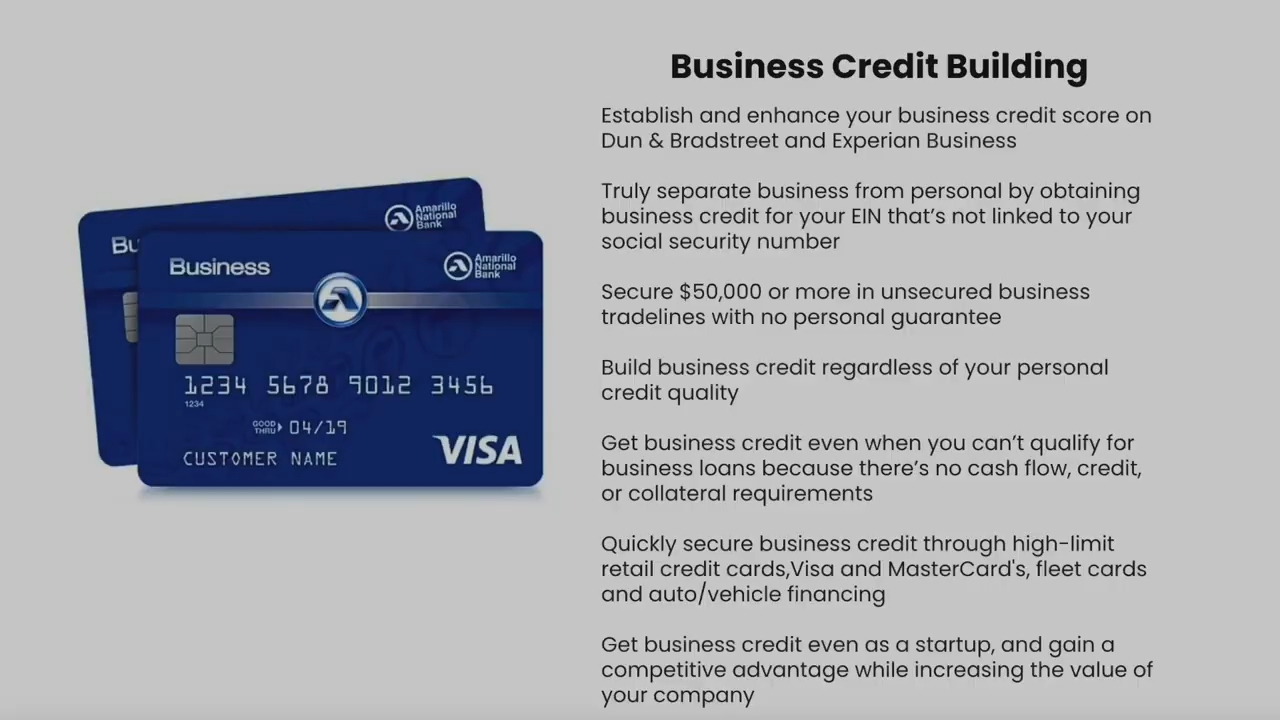 Business Credit Building
Establish and enhance your business credit score on
Dun & Bradstreet and Experian Business
Truly separate business from personal by obtaining
business credit for your EIN that’s not linked to your
social security number
Secure $50,000 or more in unsecured business
tradelines with no personal guarantee
Build business credit regardless of your personal
credit quality
Get business credit even when you can’t qualify for
business loans because there’s no cash flow, credit,
or collateral requirements
Quickly secure business credit through high-limit
retail credit cards,Visa and MasterCard's, fleet cards
and auto/vehicle financing
Get business credit even as a startup, and gain a
competitive advantage while increasing the value of
your company
Bu
Amarillo
National
Bank
Business
Amarillo
National
Bank
1234 5678 9012 3456
1234
GOOD
THRU 04/19
CUSTOMER NAME
VISA